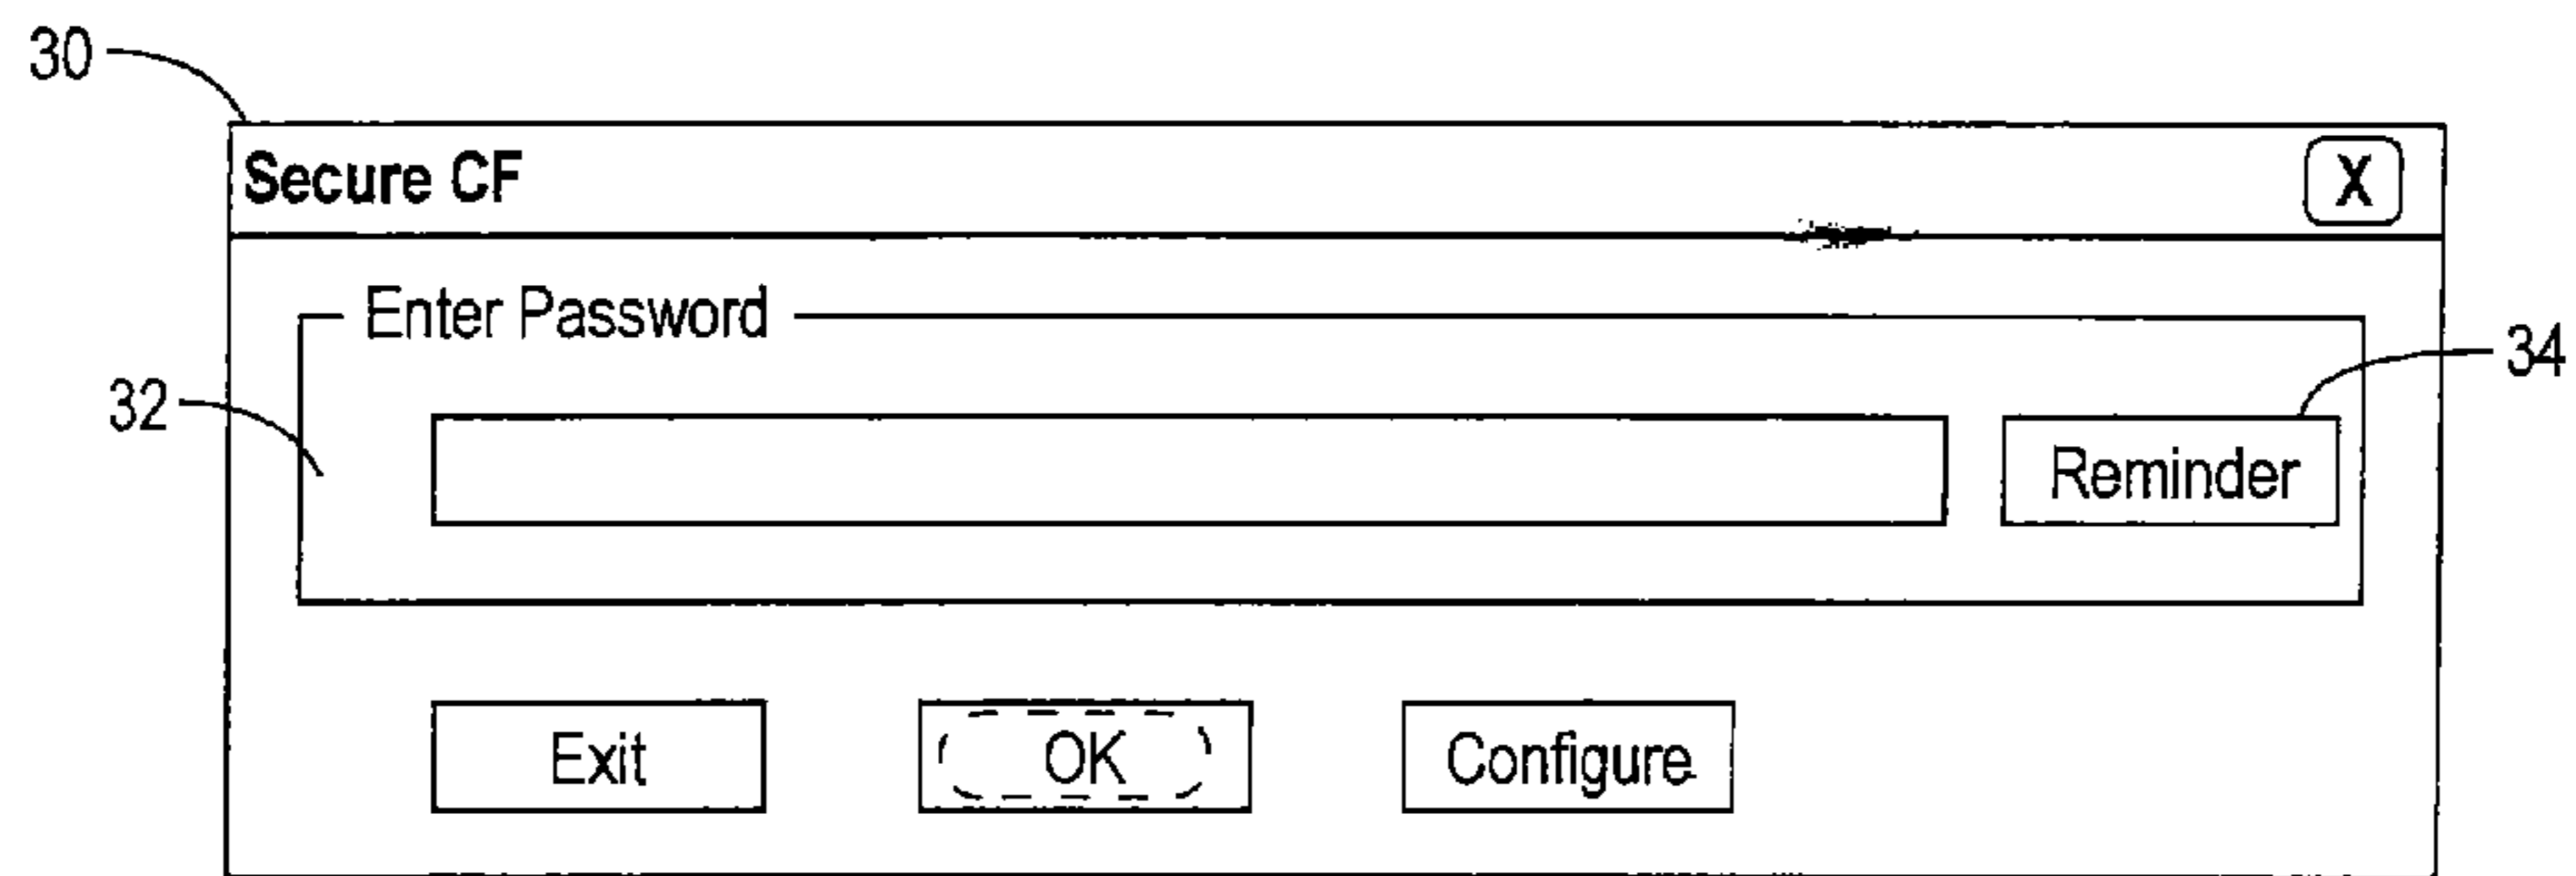 30
Secure CF X
Enter Password
34
32
Reminder
Exit OK Configure